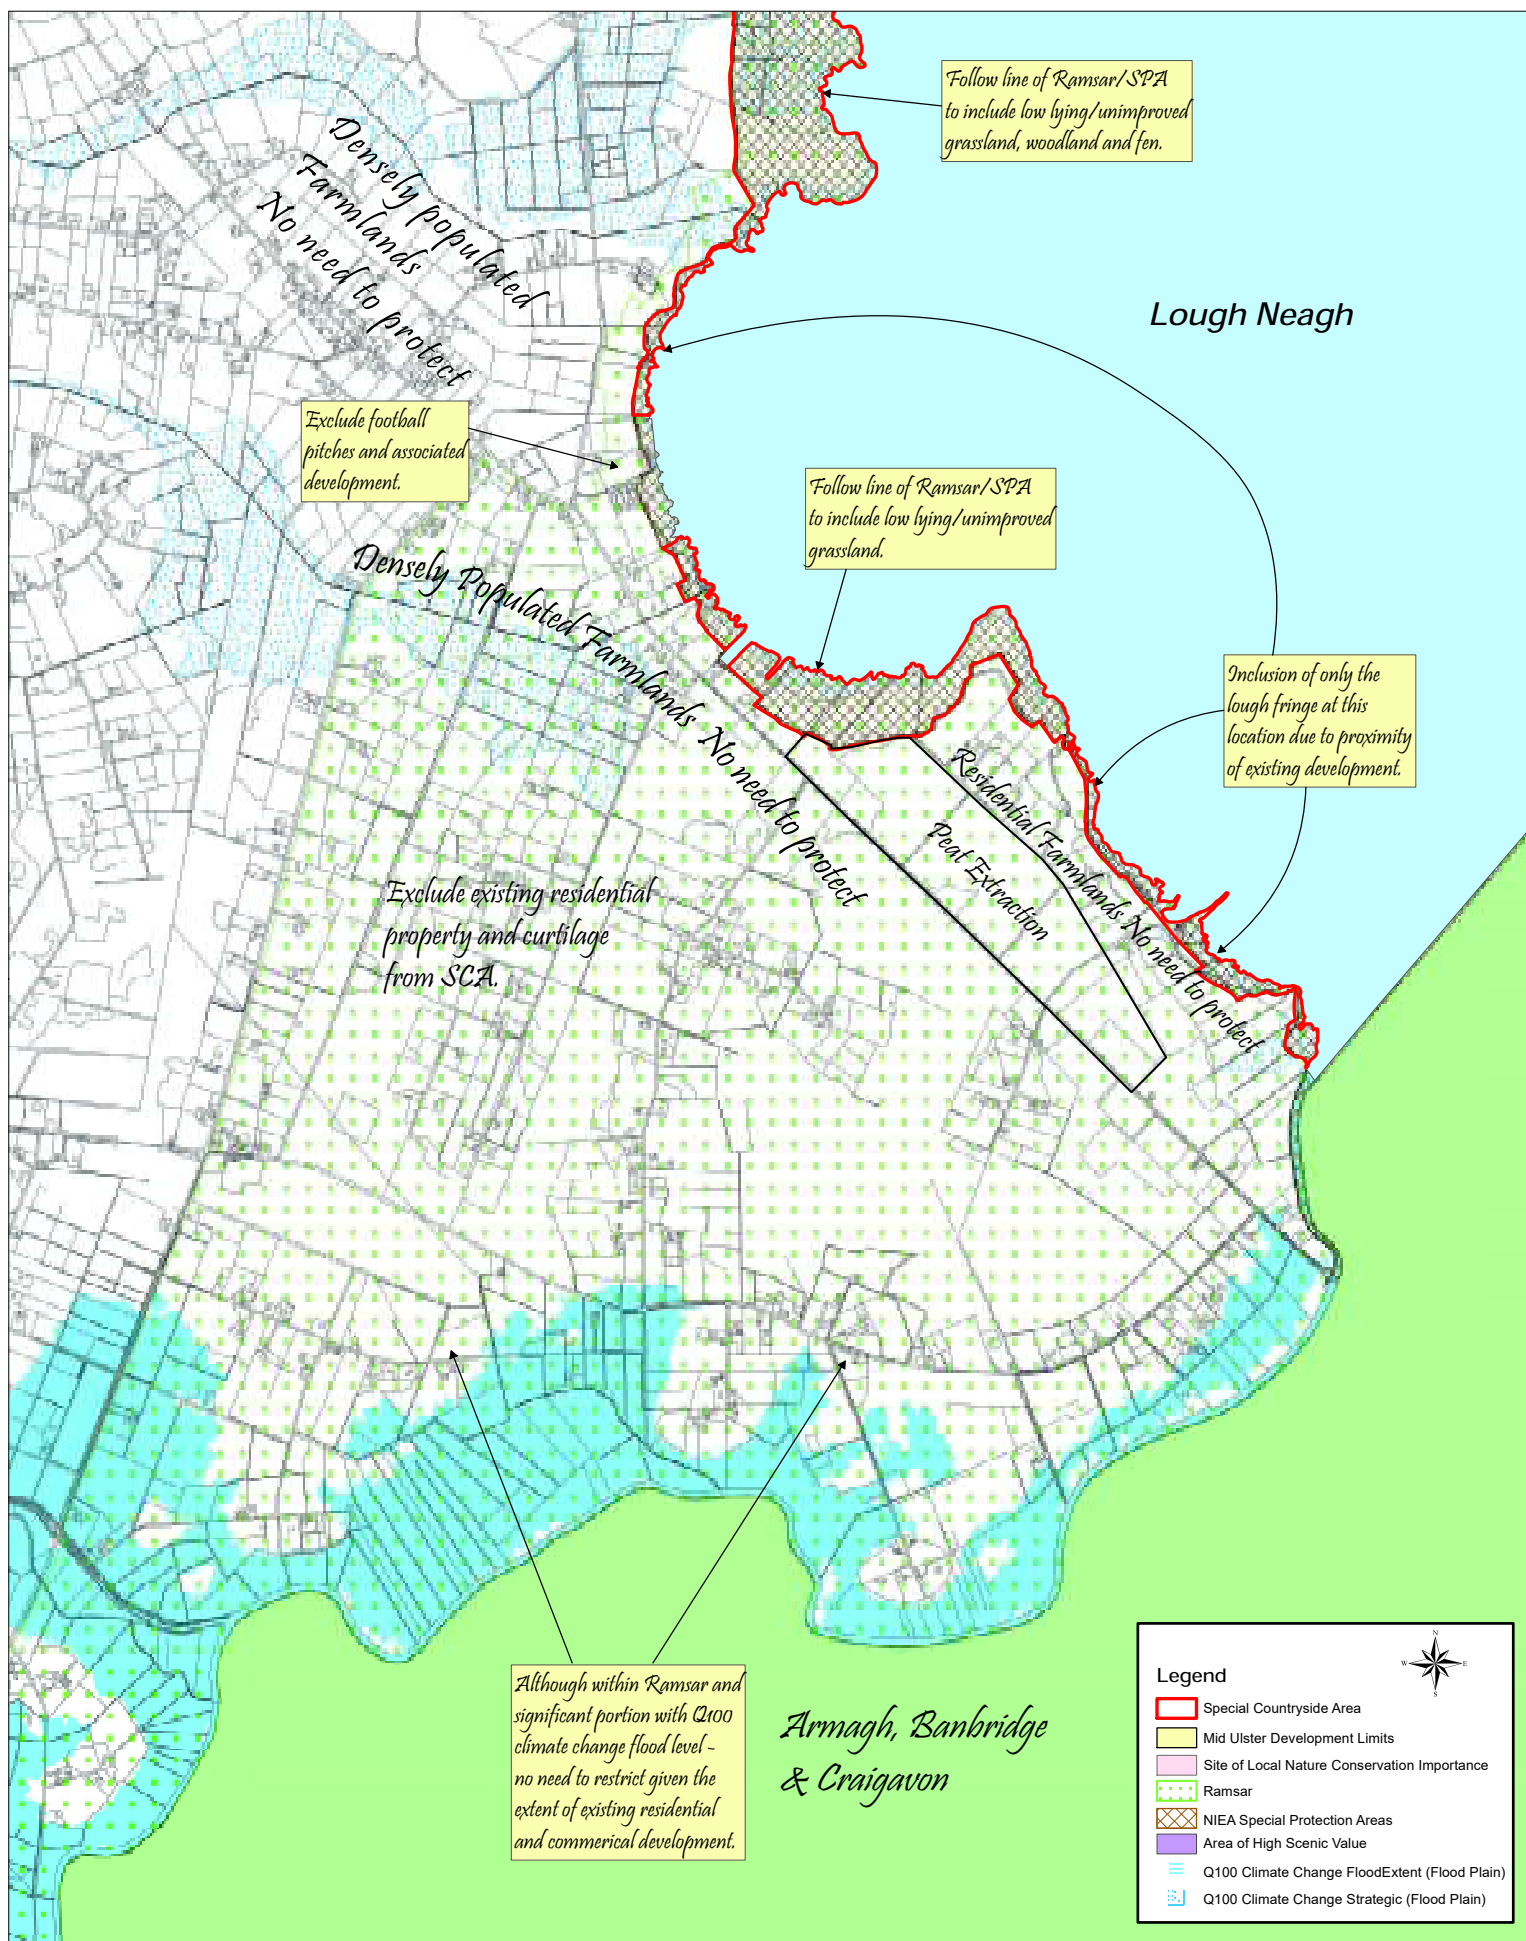 Follow line of Ramsar/SPA
to include low lying/unimproved
grassland, woodland and fen.
Densely populated
Farmlands
No need to protect
Lough Neagh
Exclude football
pitches and associated
development.
Follow line of Ramsar/SPA
to include low lying/unimproved
grassland.
Densely Populated Farmlands No need to protect
Inclusion of only the
lough fringe at this
location due to proximity
of existing development.
Residential Farmlands No need to protect
Peat Extraction
Exclude existing residential
property and curtilage
from SCA.
Although within Ramsar and
significant portion with Q100
climate change flood level -
no need to restrict given the
extent of existing residential
and commerical development.
Armagh, Banbridge
& Craigavon
N
W
E
S
Legend
Special Countryside Area
Mid Ulster Development Limits
Site of Local Nature Conservation Importance
Ramsar
NIEA Special Protection Areas
Area of High Scenic Value
Q100 Climate Change FloodExtent (Flood Plain)
Q100 Climate Change Strategic (Flood Plain)